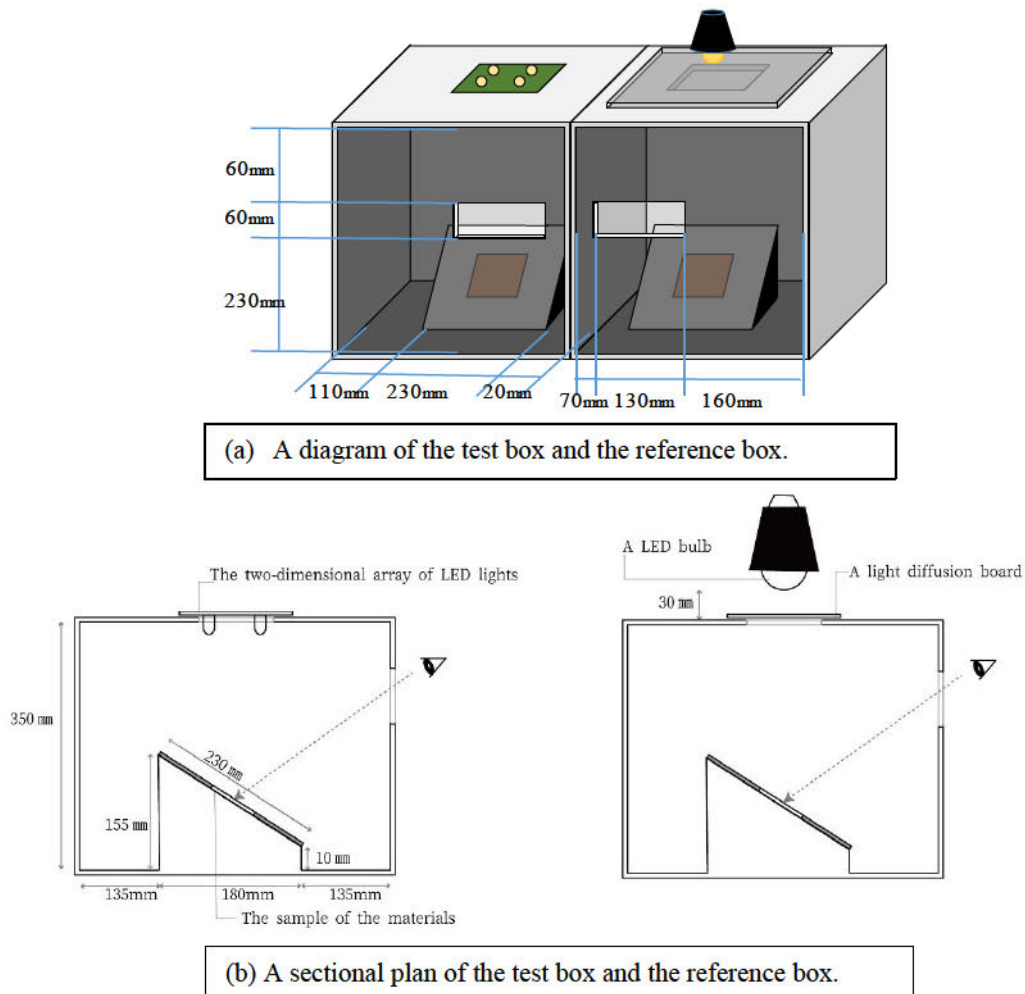 60mm
60mm
230mm
110mm 230mm 20mm 70mm 130mm 160mm
(a) A diagram of the test box and the reference box.
A LED bulb
The two-dimensional array of LED lights
A light diffusion board
30 mm
350 mm
230 mm
155 mm
10 mm
135mm 180mm 135mm
The sample of the materials
(b) A sectional plan of the test box and the reference box.